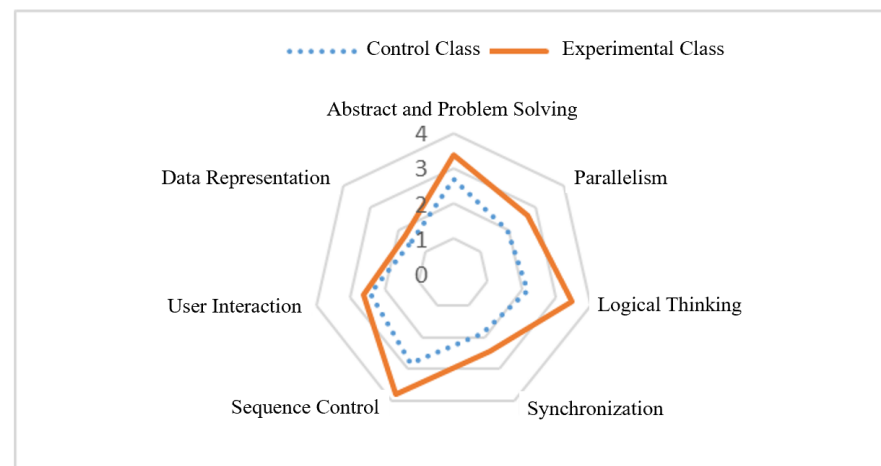 Control Class
Experimental Class
Abstract and Problem Solving
4
3
2
1
0
Data Representation
Parallelism
User Interaction
Logical Thinking
Sequence Control
Synchronization